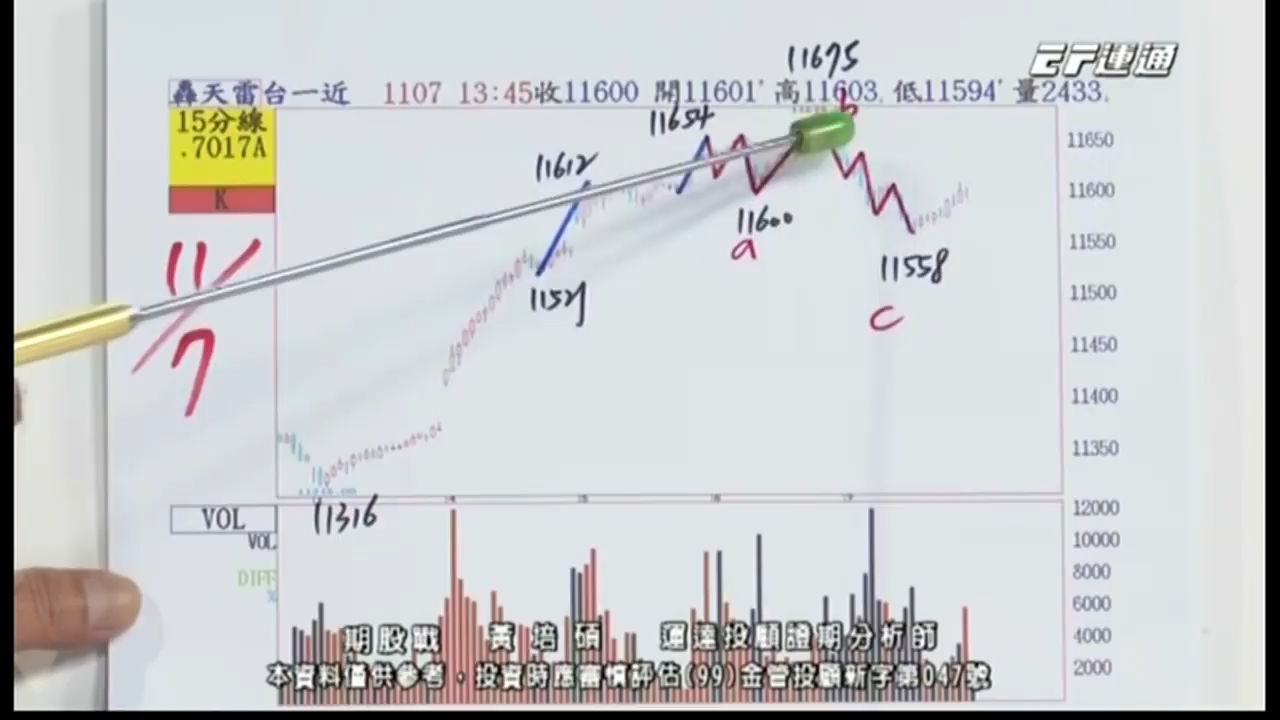 ET運通
11675
轟天雷台一近 1107 13:45收11600 開11601' 高11603. 低11594' 量2433.
15分線
.7017A
K
11/7
11654
11612
b
11600
a
11558
c
11316
11650
11600
11550
11500
11450
11400
11350
VOL
VOL
DIFF
12000
10000
8000
6000
4000
2000
期股戰 黃培碩 運達投顧證期分析師
本資料僅供參考，投資時應審慎評估(99)金管投顧新字第047號